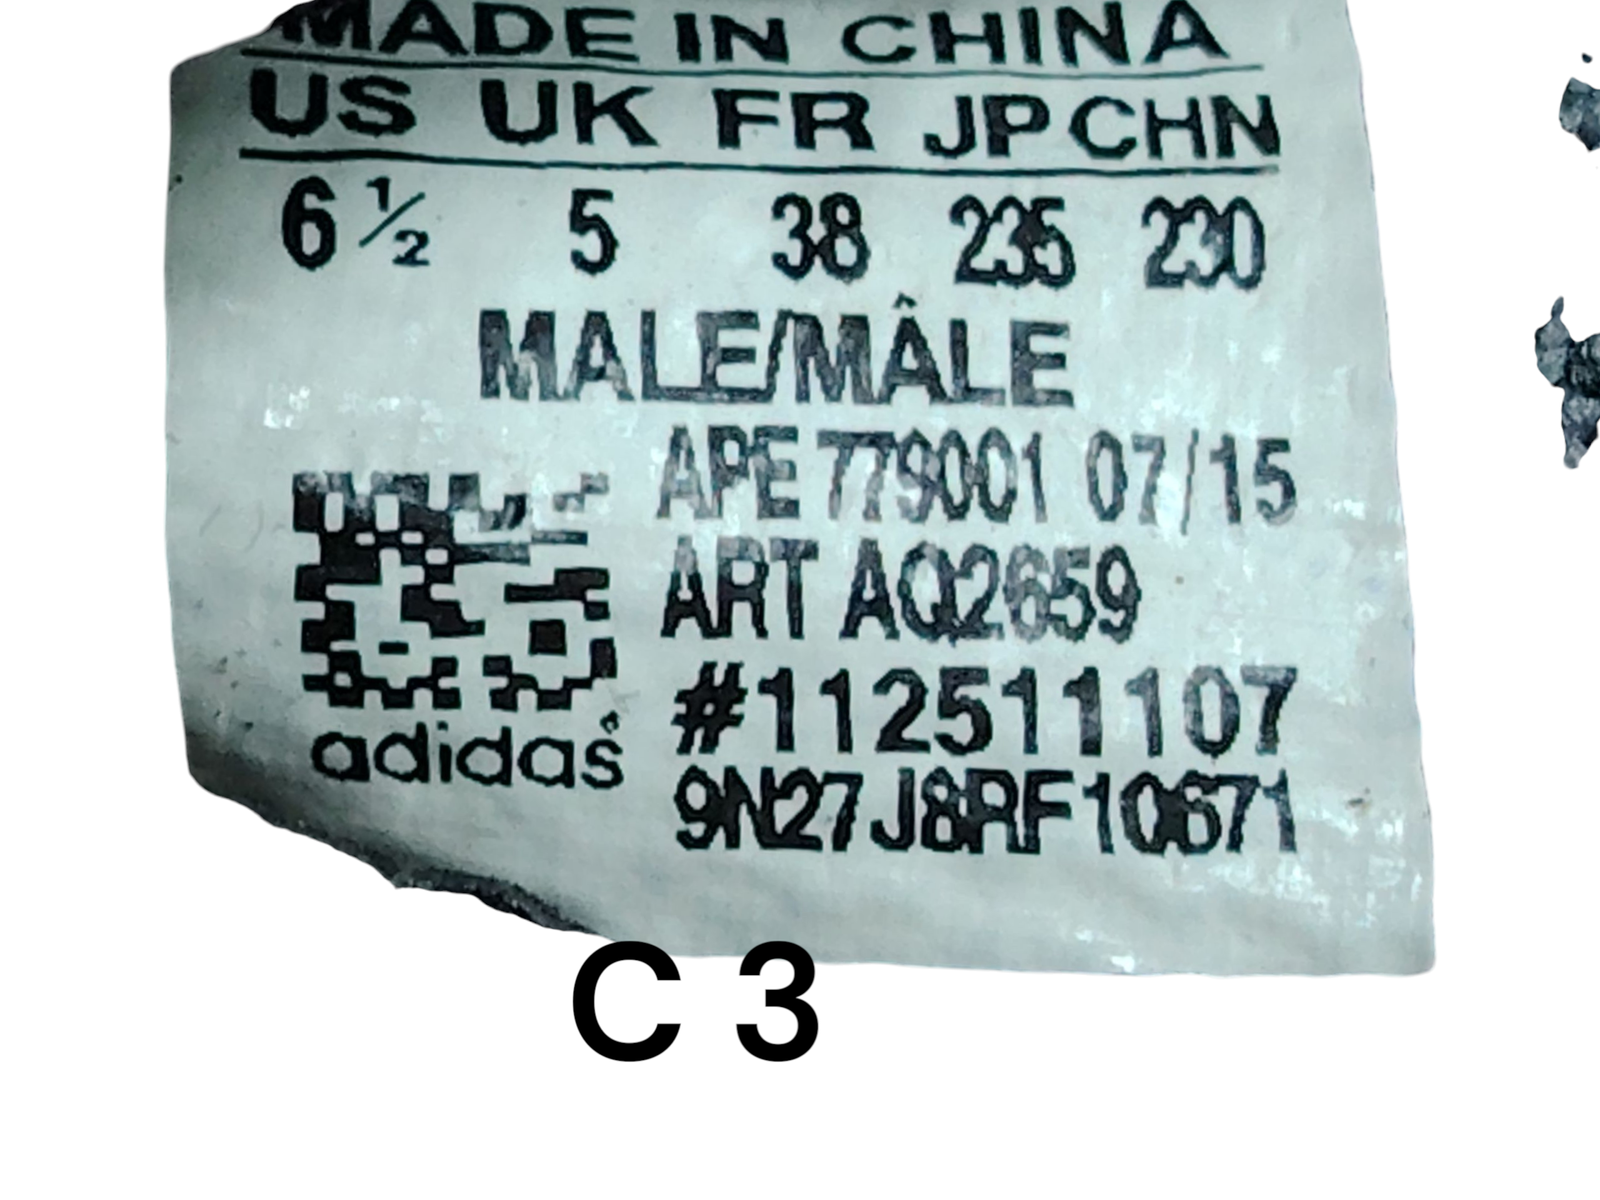 MADE IN CHINA
US UK FR JP CHN
6 ½ 5 38 235 230
MALE/MÂLE
APE 779001 07/15
ART AQ2659
#112511107
9N27J8RF10671
adidas
C 3